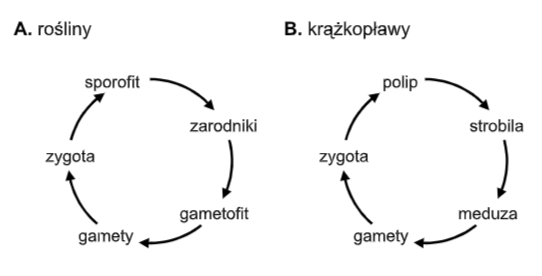 A. rośliny
sporofit
zarodniki
gametofit
gamety
zygota
B. krążkopławy
polip
strobila
meduza
gamety
zygota